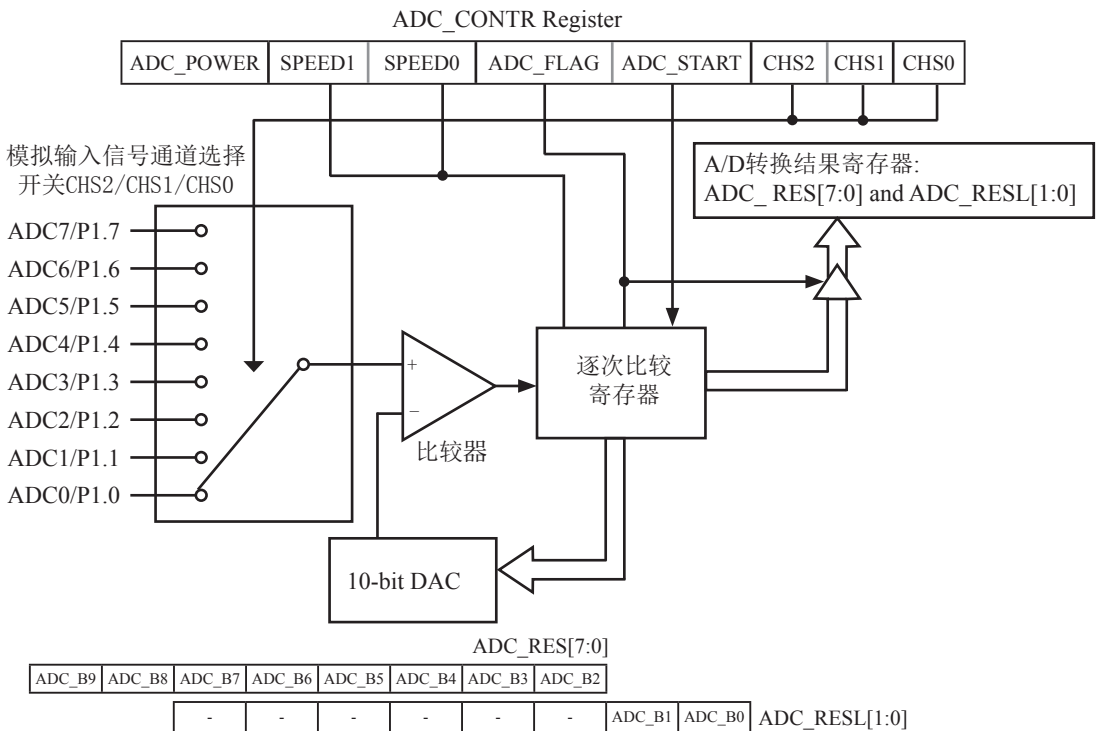 ADC_CONTR Register
ADC_POWER SPEED1 SPEED0 ADC_FLAG ADC_START CHS2 CHS1 CHS0
模拟输入信号通道选择
开关CHS2/CHS1/CHS0
A/D转换结果寄存器:
ADC_ RES[7:0] and ADC_RESL[1:0]
ADC7/P1.7
ADC6/P1.6
ADC5/P1.5
ADC4/P1.4
ADC3/P1.3
ADC2/P1.2
ADC1/P1.1
ADC0/P1.0
+
−
比较器
逐次比较
寄存器
10-bit DAC
ADC_RES[7:0]
ADC_B9 ADC_B8 ADC_B7 ADC_B6 ADC_B5 ADC_B4 ADC_B3 ADC_B2
- - - - - - ADC_B1 ADC_B0 ADC_RESL[1:0]